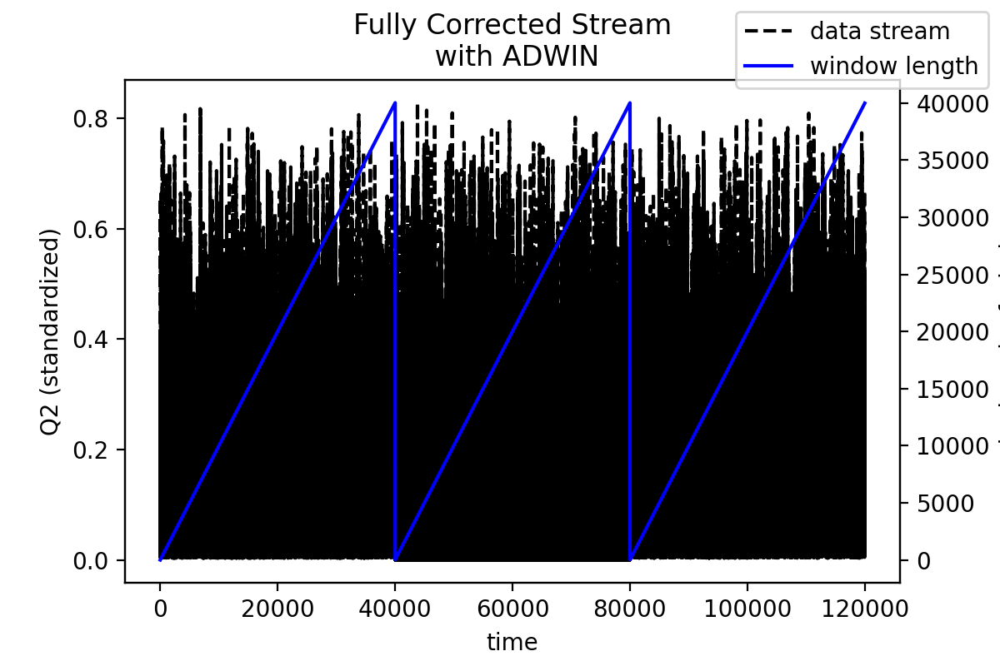 Fully Corrected Stream
with ADWIN
data stream
window length
0.8
0.6
0.4
0.2
0.0
Q2 (standardized)
40000
35000
30000
25000
20000
15000
10000
5000
0
0 20000 40000 60000 80000 100000 120000
time